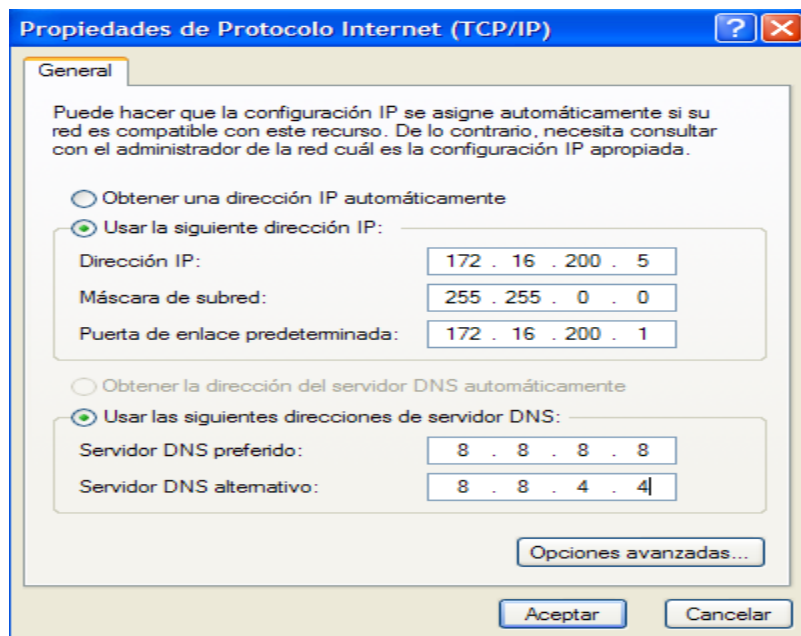 Propiedades de Protocolo Internet (TCP/IP)
General
Puede hacer que la configuración IP se asigne automáticamente si su
red es compatible con este recurso. De lo contrario, necesita consultar
con el administrador de la red cuál es la configuración IP apropiada.
Obtener una dirección IP automáticamente
Usar la siguiente dirección IP:
Dirección IP: 172 . 16 . 200 . 5
Máscara de subred: 255 . 255 . 0 . 0
Puerta de enlace predeterminada: 172 . 16 . 200 . 1
Obtener la dirección del servidor DNS automáticamente
Usar las siguientes direcciones de servidor DNS:
Servidor DNS preferido: 8 . 8 . 8 . 8
Servidor DNS alternativo: 8 . 8 . 4 . 4
Opciones avanzadas...
Aceptar Cancelar